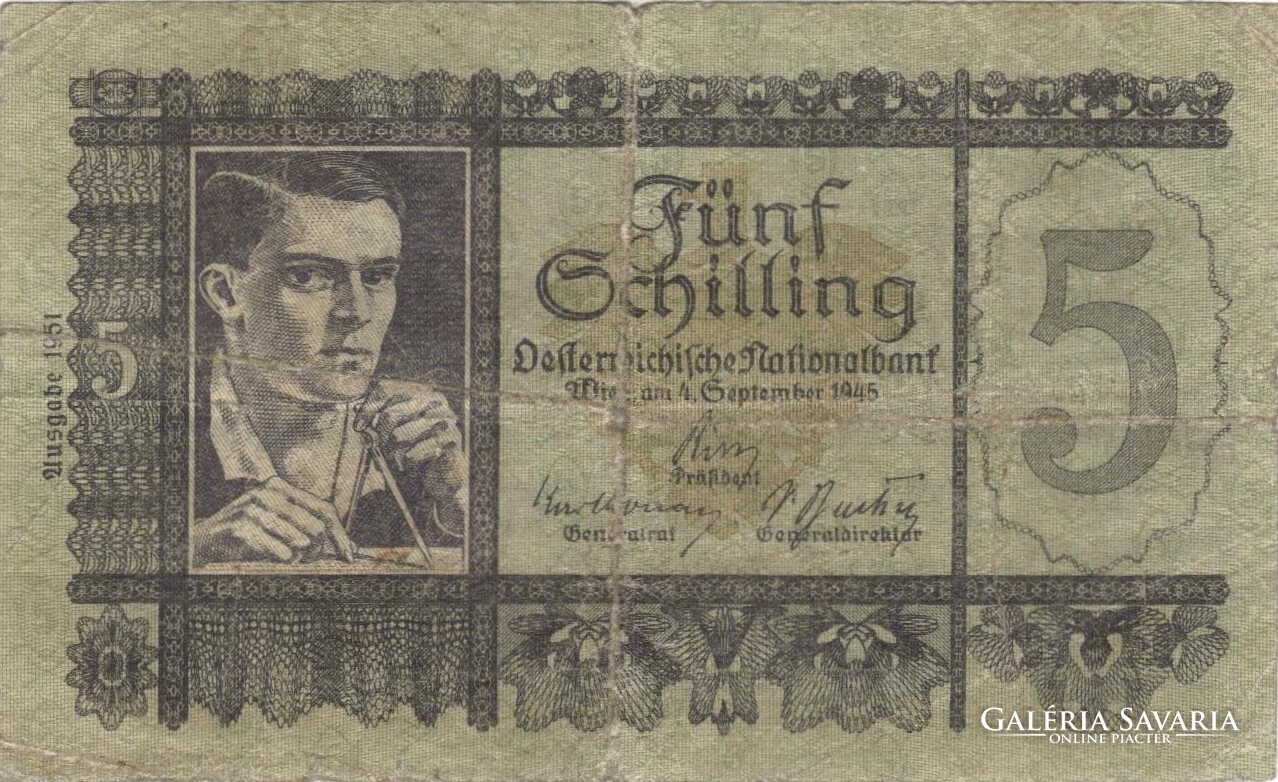 Ausgabe 1951
5
Fünf
Schilling
Oesterreichische Nationalbank
Wien, am 4. September 1945
Präsident
Generalrat
Generaldirektor
5
GALÉRIA SAVARIA
ONLINE PIACTÉR